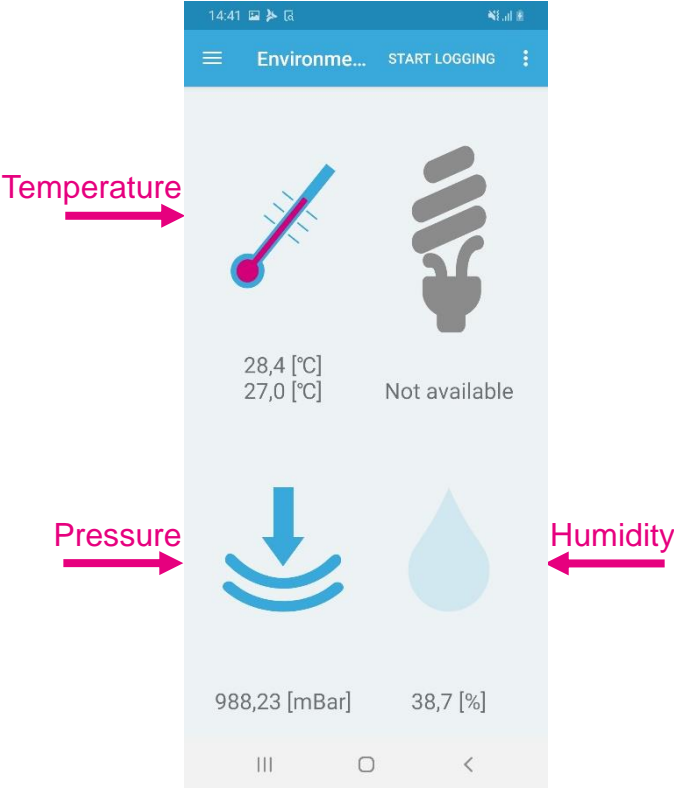 14:41
Environme... START LOGGING
Temperature
28,4 [°C]
27,0 [°C]
Not available
Pressure
Humidity
988,23 [mBar]
38,7 [%]